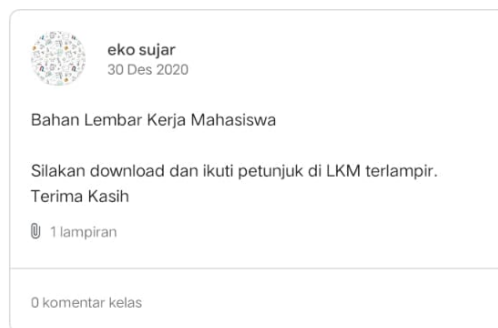 eko sujar
30 Des 2020
Bahan Lembar Kerja Mahasiswa
Silakan download dan ikuti petunjuk di LKM terlampir.
Terima Kasih
1 lampiran
0 komentar kelas